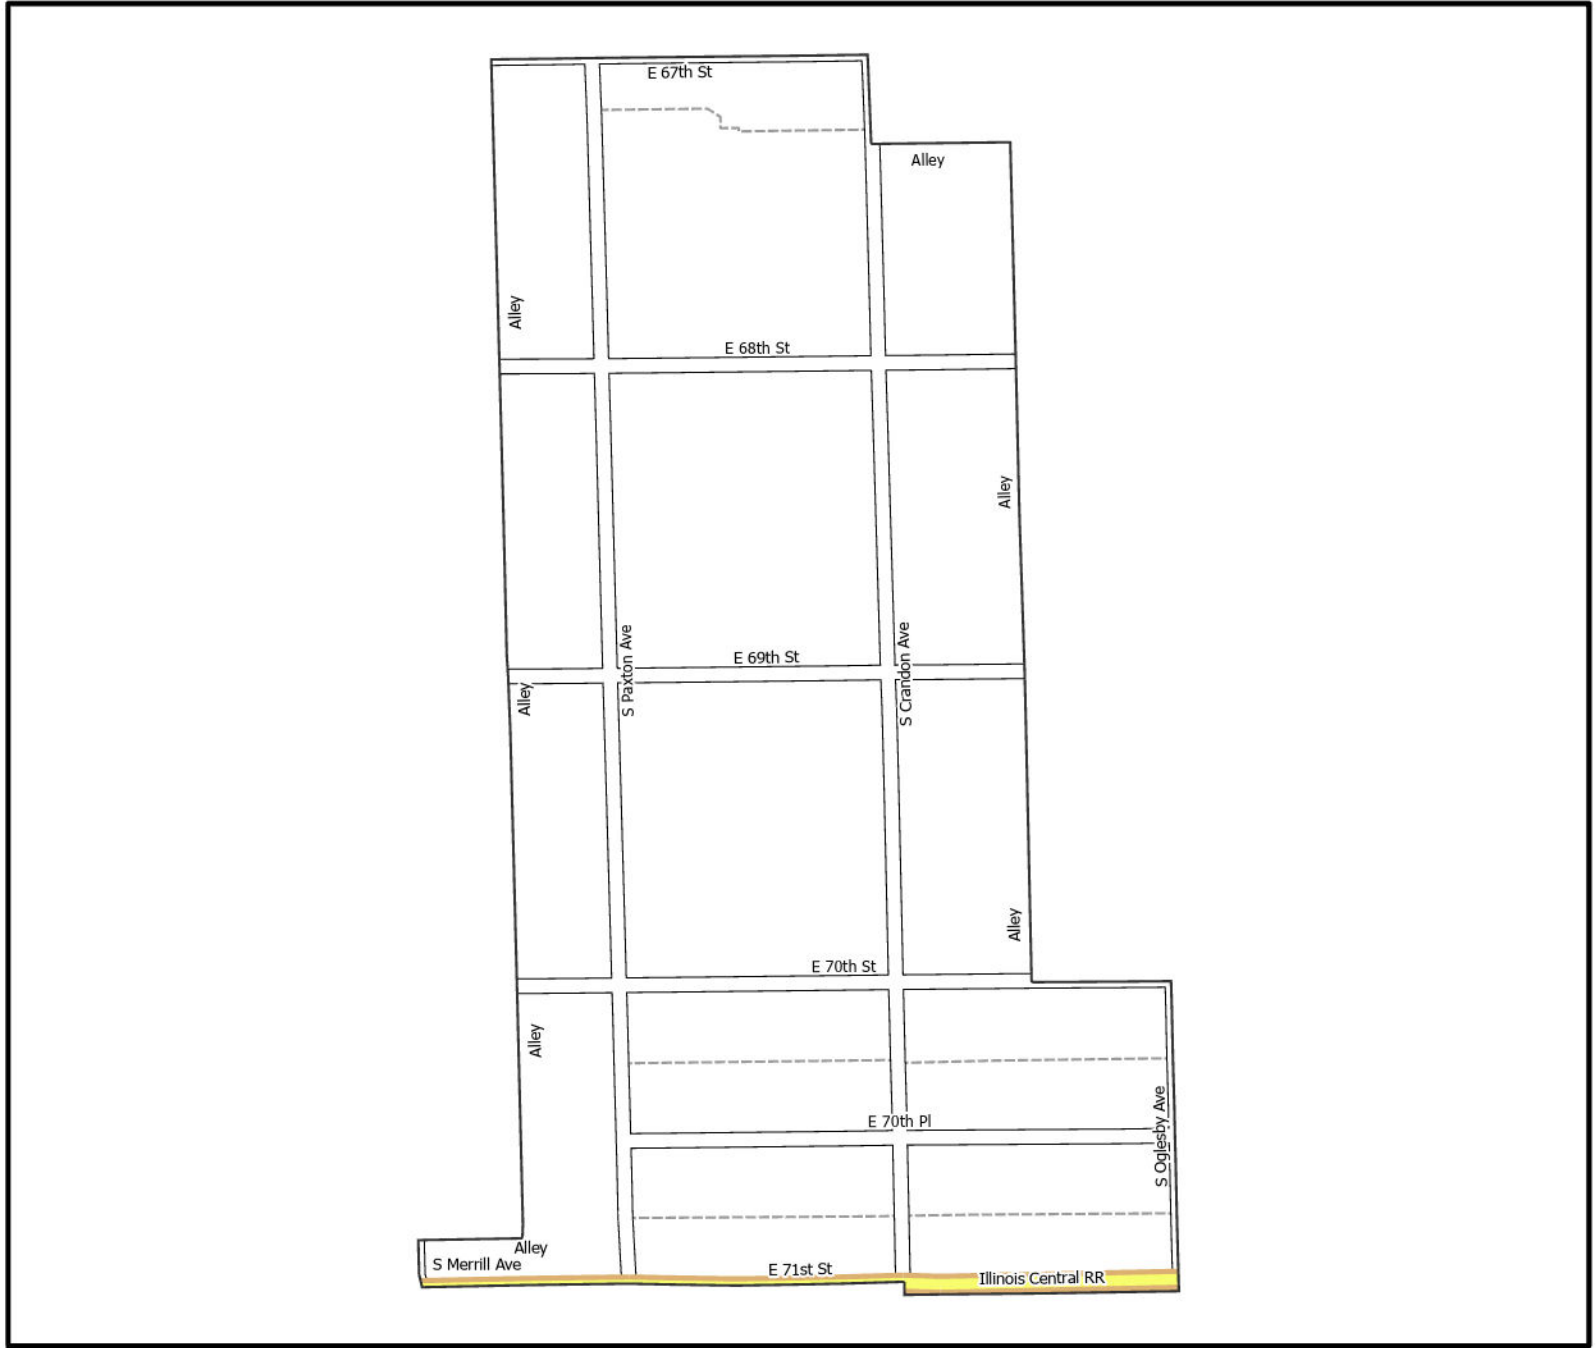 E 67th St
Alley
Alley
E 68th St
Alley
S Paxton Ave
S Crandon Ave
E 69th St
Alley
Alley
E 70th St
Alley
S Oglesby Ave
E 70th Pl
Alley
S Merrill Ave
E 71st St
Illinois Central RR